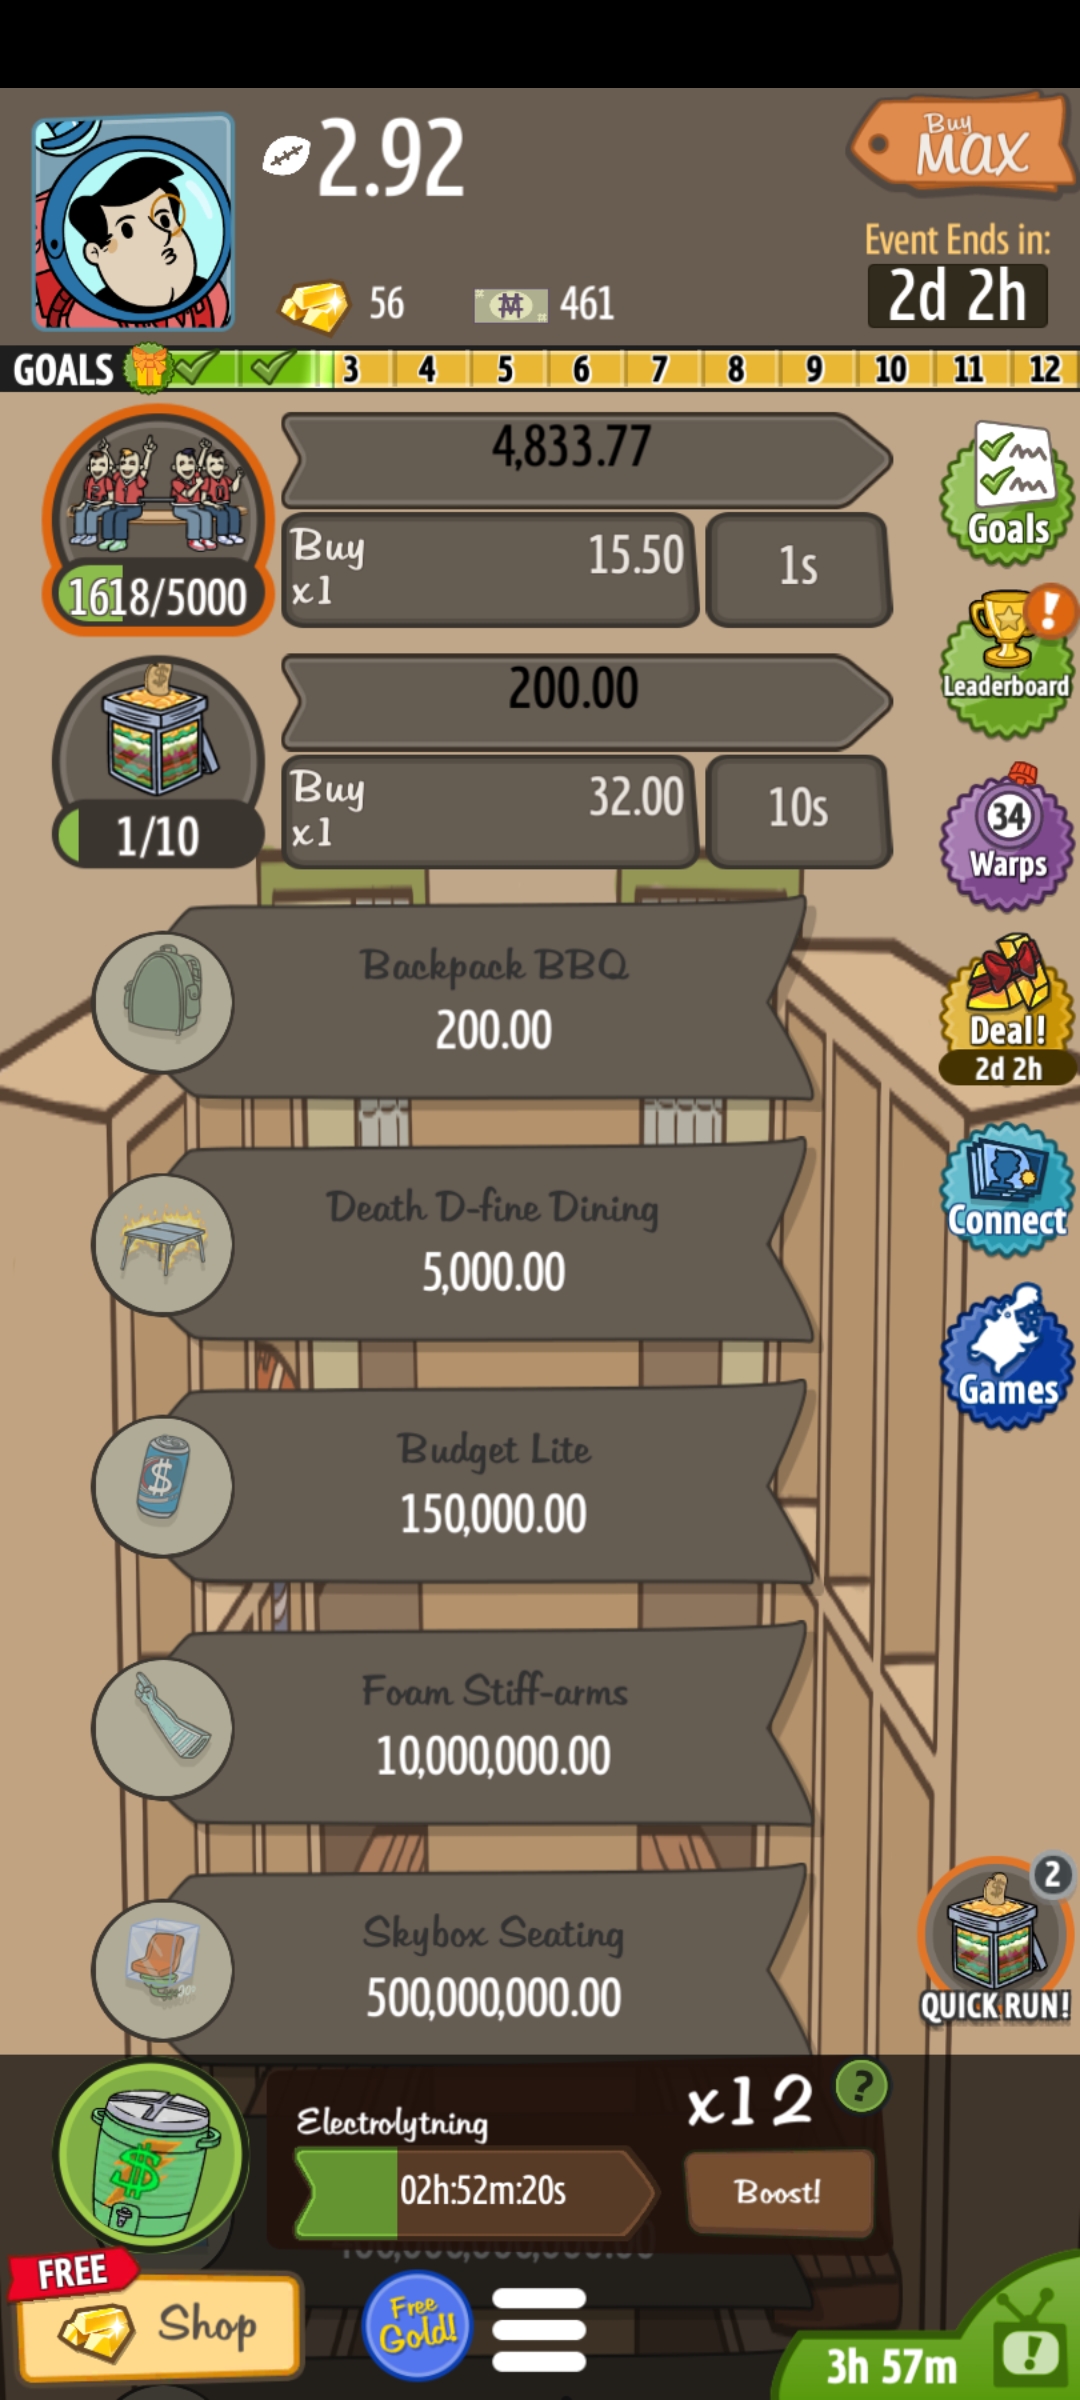 2.92
Buy
Max
Event Ends in:
2d 2h
56
461
GOALS 3 4 5 6 7 8 9 10 11 12
4,833.77
Buy
x1
15.50
1s
1618/5000
Goals
Leaderboard
200.00
Buy
x1
32.00
10s
1/10
34
Warps
Backpack BBQ
200.00
Deal!
2d 2h
Death D-fine Dining
5,000.00
Connect
Budget Lite
150,000.00
Games
Foam Stiff-arms
10,000,000.00
Skybox Seating
500,000,000.00
2
QUICK RUN!
Electrolytning
x12
?
02h:52m:20s
Boost!
FREE
Shop
Free
Gold!
3h 57m